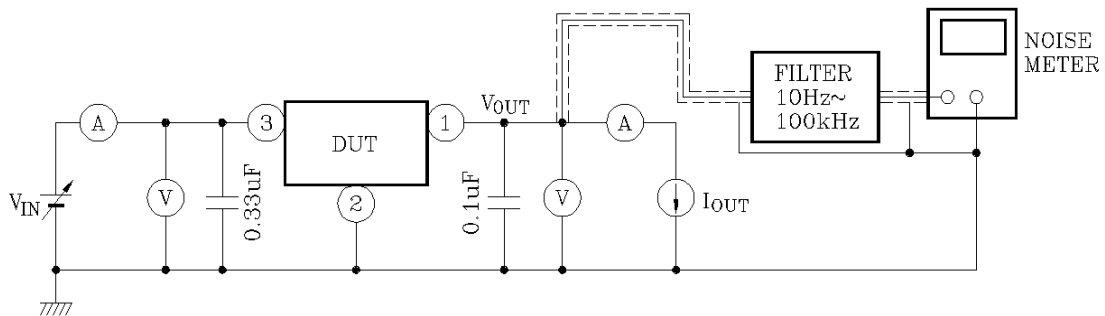 NOISE
METER
FILTER
10Hz~
100kHz
VOUT
A
3
DUT
1
A
VIN
V
0.33uF
2
0.1uF
V
IOUT